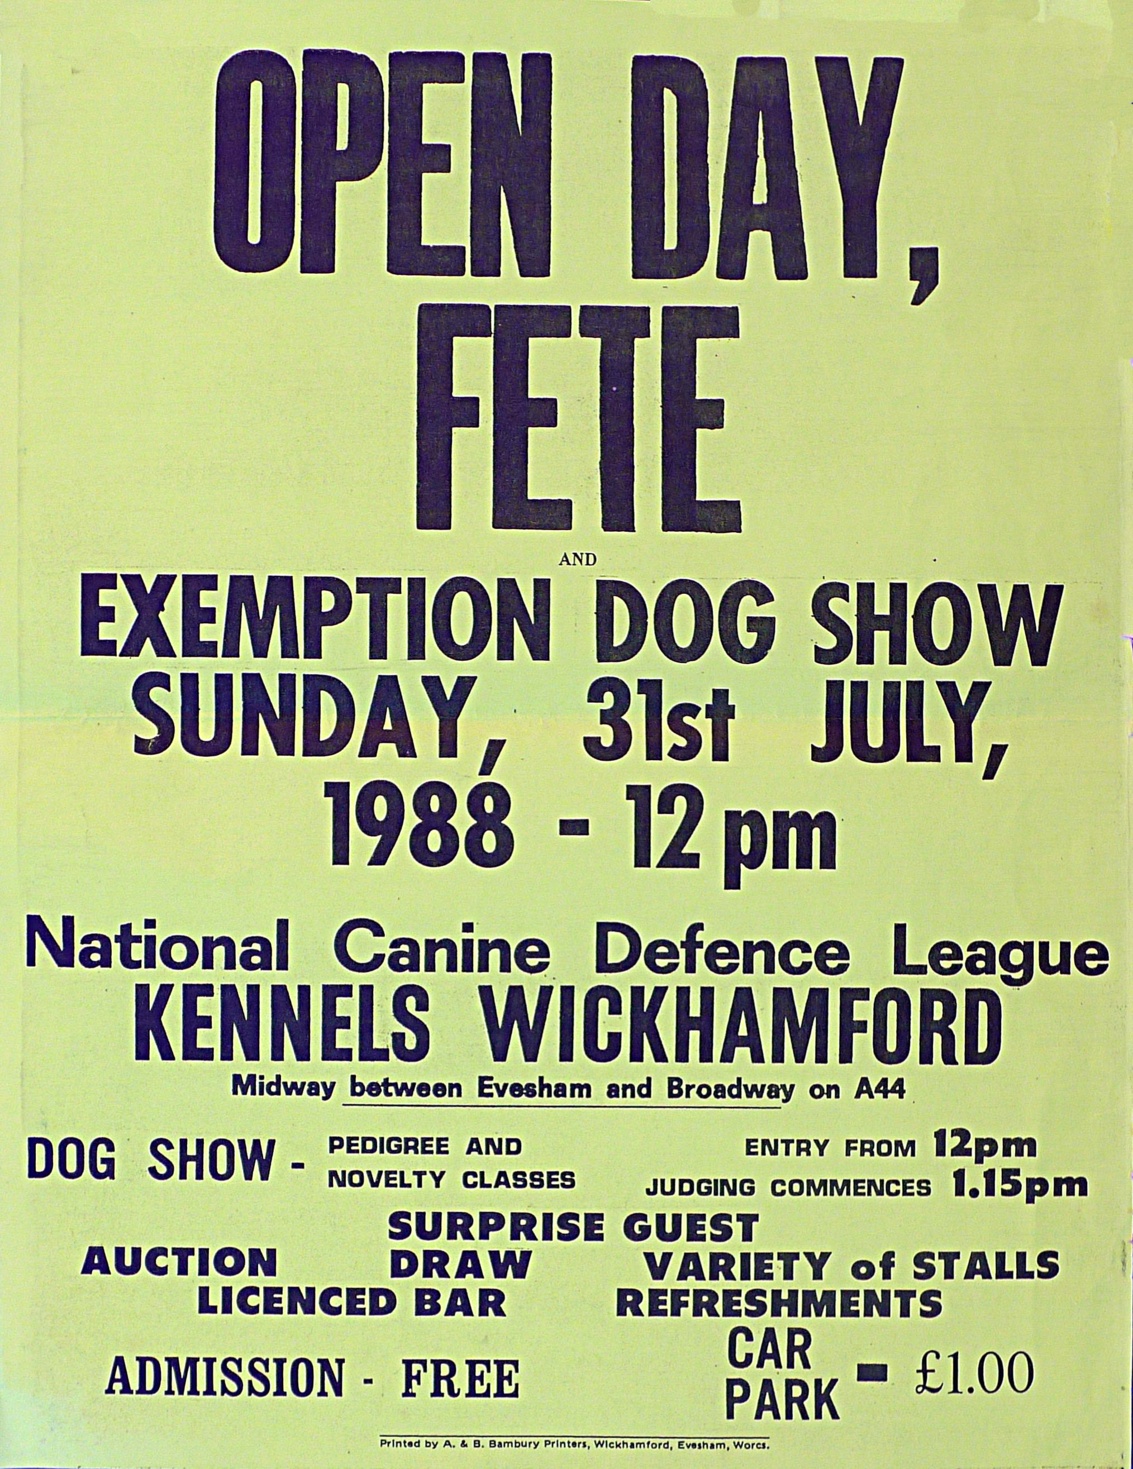 OPEN DAY,
FETE
AND
EXEMPTION DOG SHOW
SUNDAY, 31st JULY,
1988 - 12 pm
National Canine Defence League
KENNELS WICKHAMFORD
Midway between Evesham and Broadway on A44
DOG SHOW - PEDIGREE AND
NOVELTY CLASSES
ENTRY FROM 12pm
JUDGING COMMENCES 1.15pm
SURPRISE GUEST
AUCTION DRAW VARIETY of STALLS
LICENCED BAR REFRESHMENTS
ADMISSION - FREE
CAR
PARK - £1.00
Printed by A. & B. Bambury Printers, Wickhamford, Evesham, Worcs.